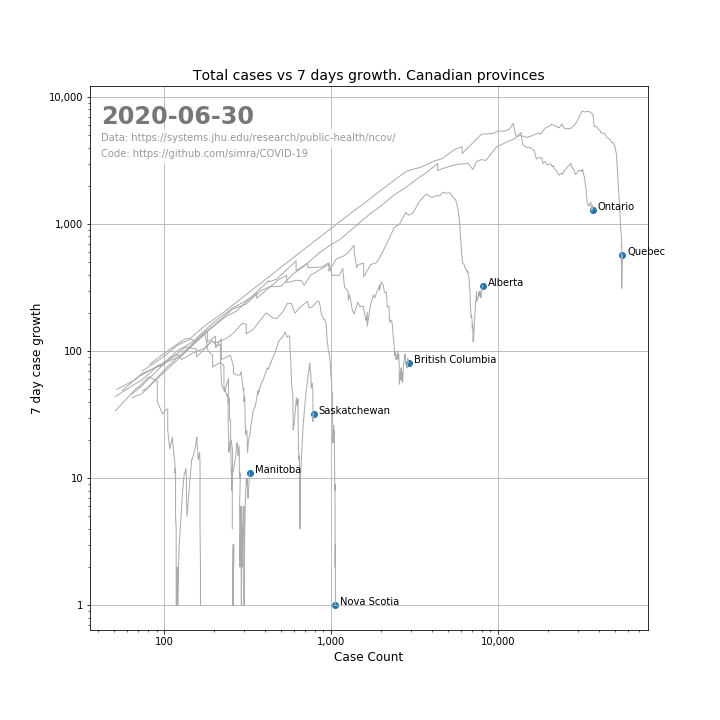 Total cases vs 7 days growth. Canadian provinces
10,000
2020-06-30
Data: https://systems.jhu.edu/research/public-health/ncov/
Code: https://github.com/simra/COVID-19
Ontario
1,000
Quebec
Alberta
100
British Columbia
Saskatchewan
Manitoba
10
Nova Scotia
1
7 day case growth
100
1,000
10,000
Case Count